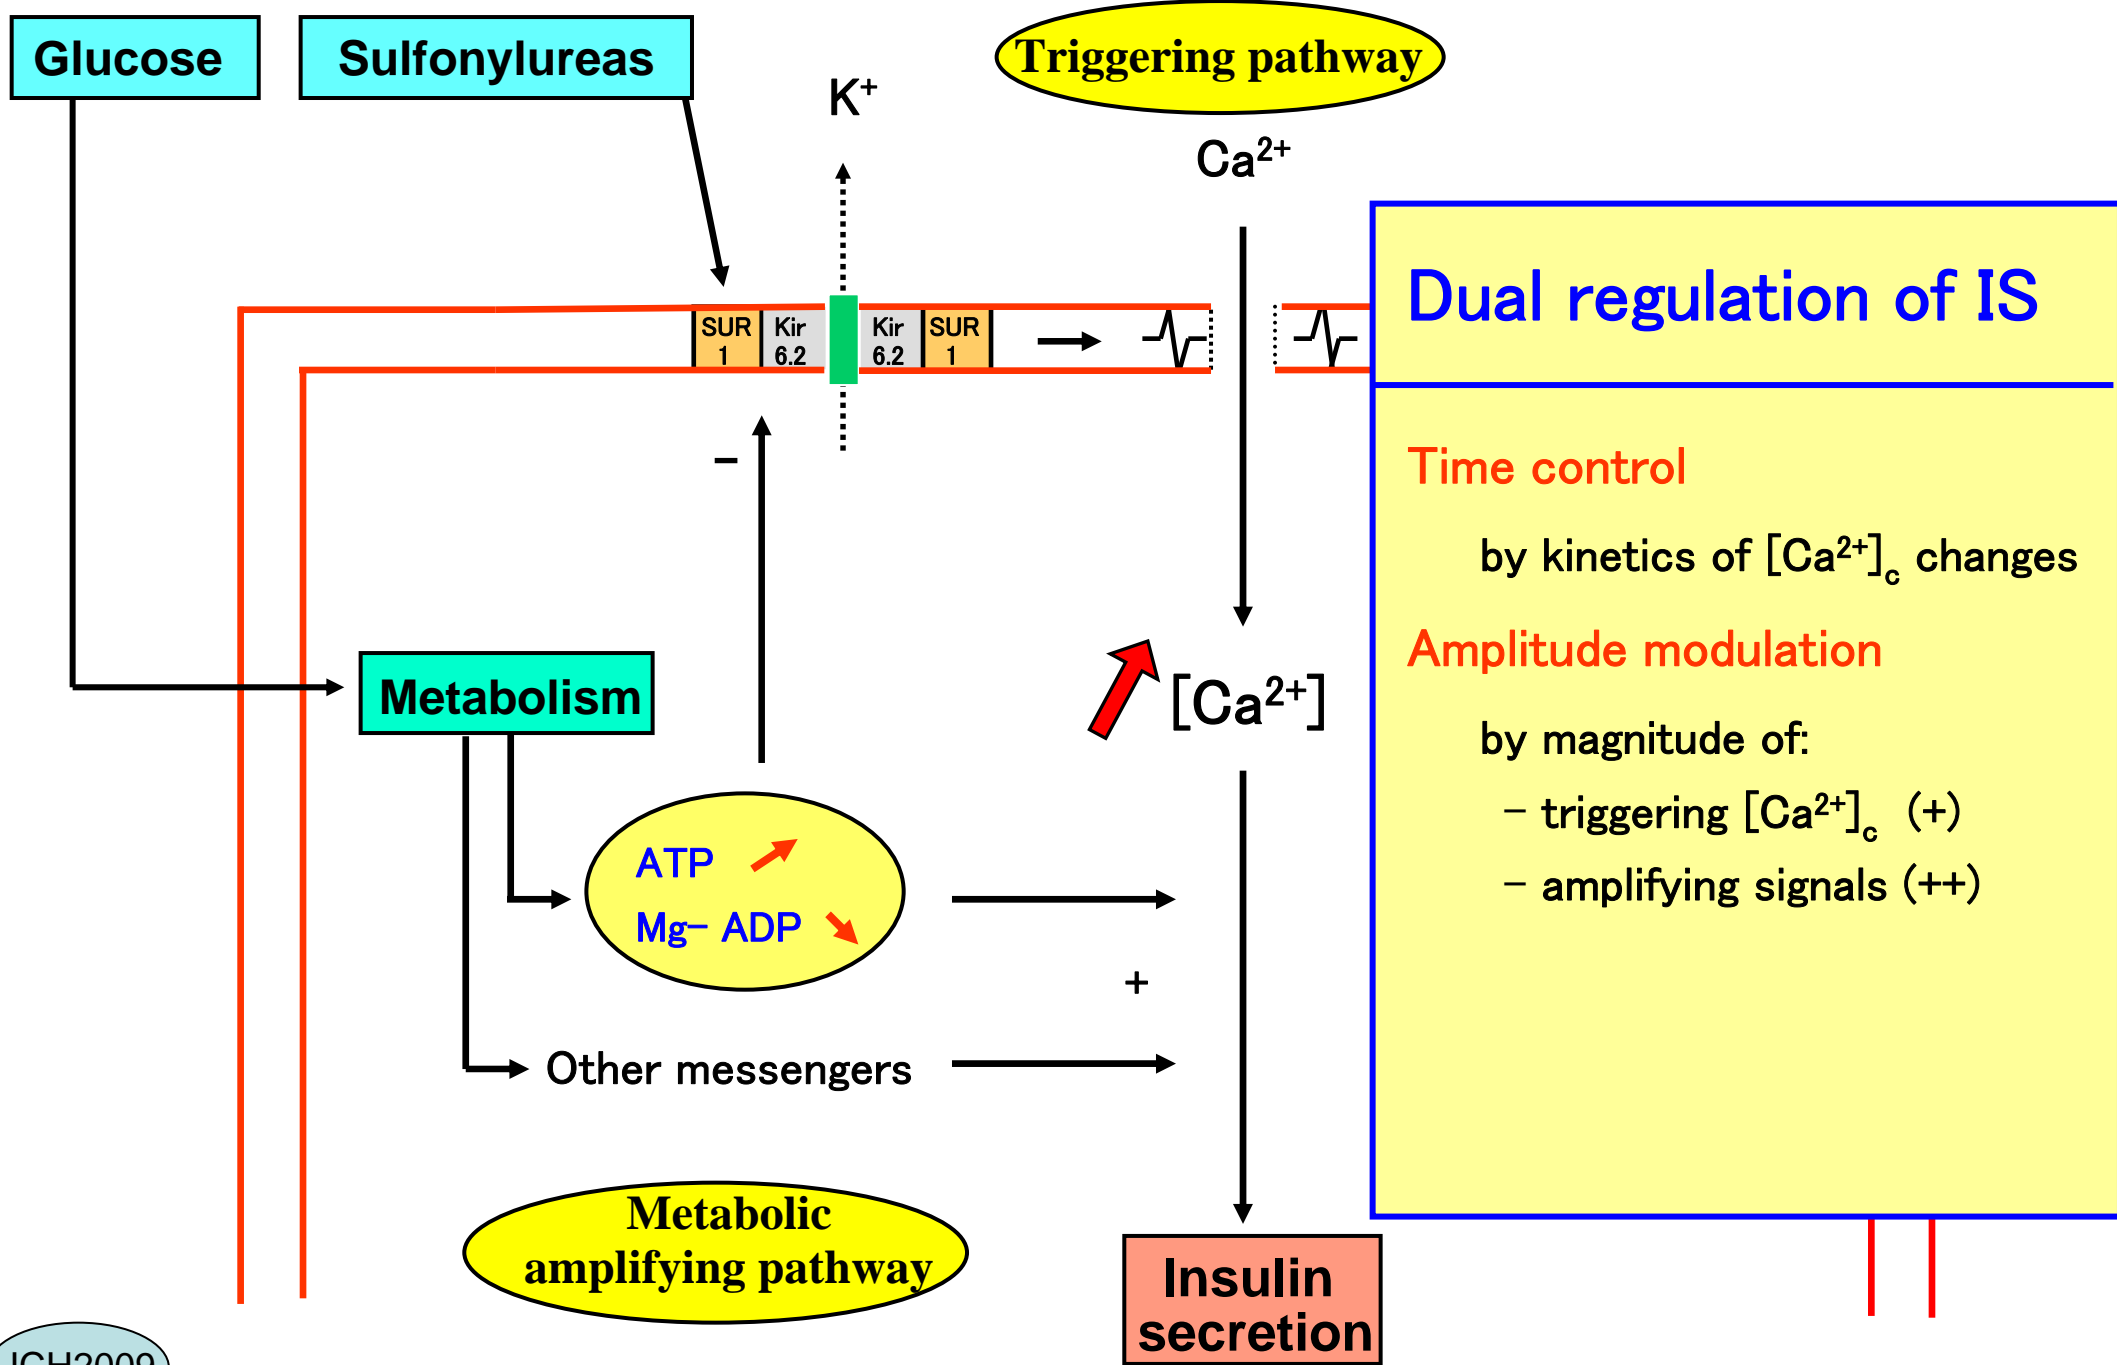 Glucose
Sulfonylureas
Triggering pathway
K⁺
Ca²⁺
SUR 1
Kir 6.2
Kir 6.2
SUR 1
−
Metabolism
[Ca²⁺]
ATP
Mg− ADP
+
Other messengers
Metabolic
amplifying pathway
Insulin
secretion
Dual regulation of IS
Time control
by kinetics of [Ca²⁺]c changes
Amplitude modulation
by magnitude of:
− triggering [Ca²⁺]c (+)
− amplifying signals (++)
JCH2009